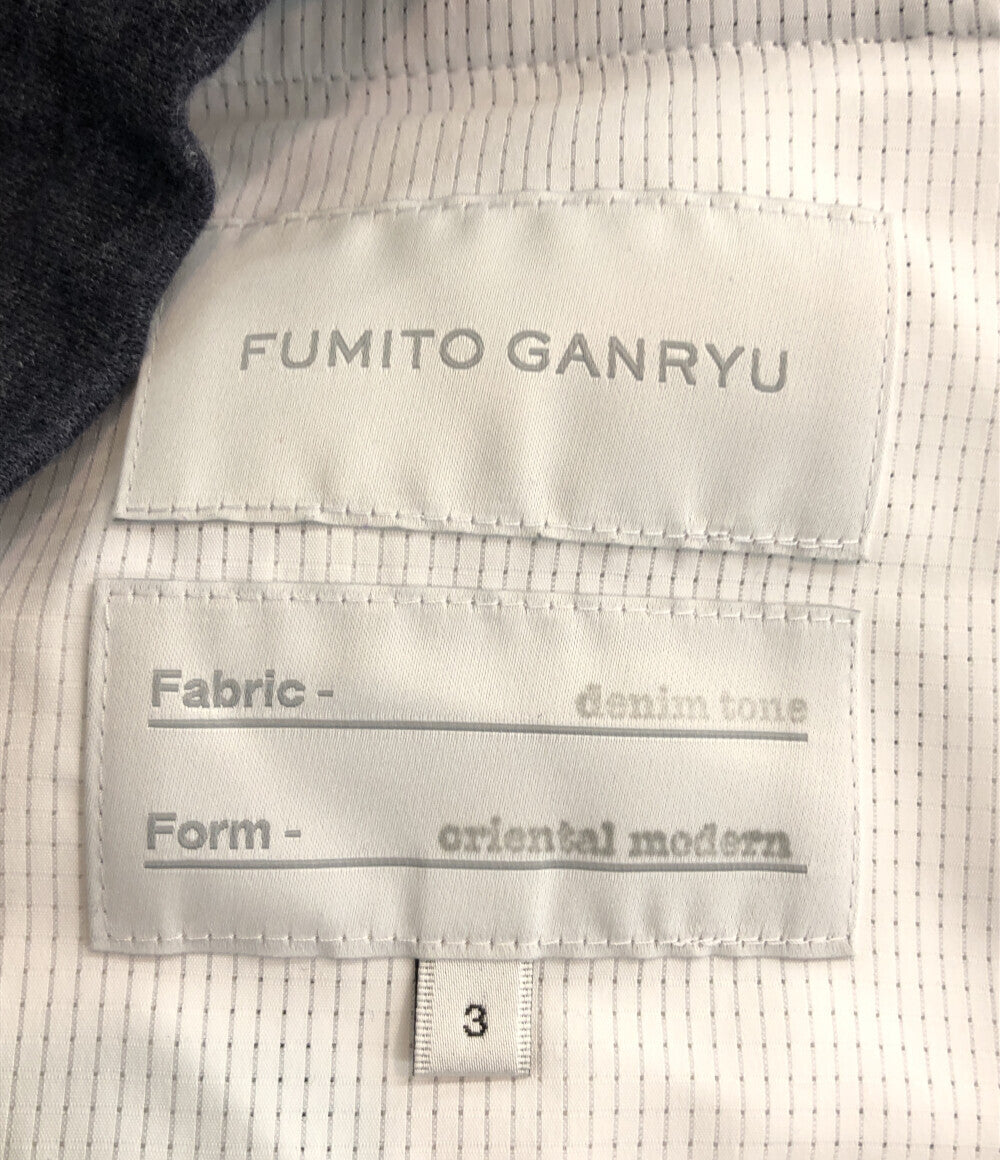 FUMITO GANRYU
Fabric - denim tone
Form - oriental modern
3